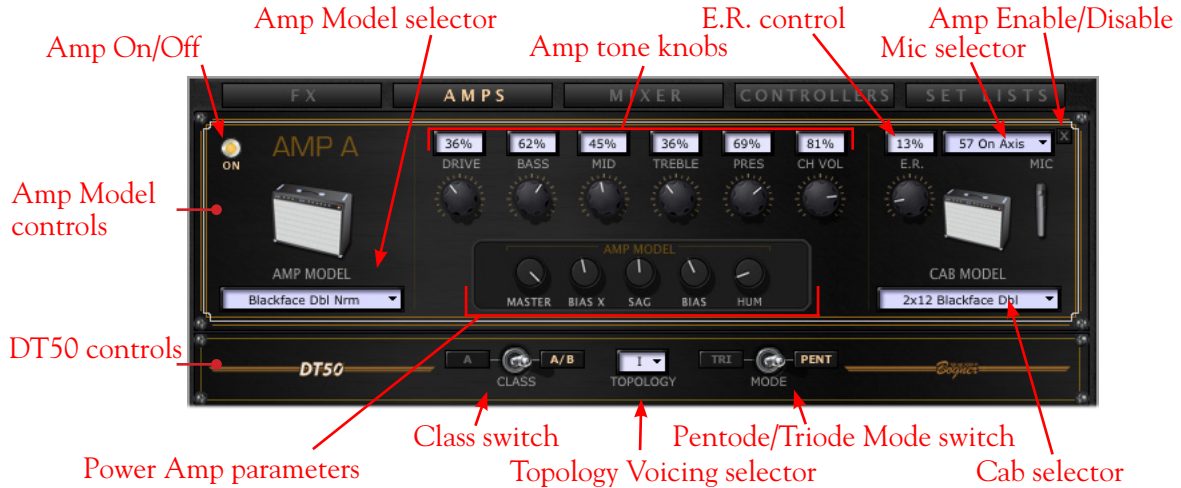 Amp Model selector
E.R. control
Amp Enable/Disable
Amp On/Off
Amp tone knobs
Mic selector
FX
AMPS
MIXER
CONTROLLERS
SET LISTS
ON
AMP A
36%
62%
45%
36%
69%
81%
13%
57 On Axis
X
DRIVE
BASS
MID
TREBLE
PRES
CH VOL
E.R.
MIC
Amp Model
controls
AMP MODEL
AMP MODEL
CAB MODEL
Blackface Dbl Nrm
MASTER
BIAS X
SAG
BIAS
HUM
2x12 Blackface Dbl
DT50 controls
DT50
A
A/B
CLASS
I
TOPOLOGY
TRI
PENT
MODE
Bogner
Class switch
Pentode/Triode Mode switch
Power Amp parameters
Topology Voicing selector
Cab selector